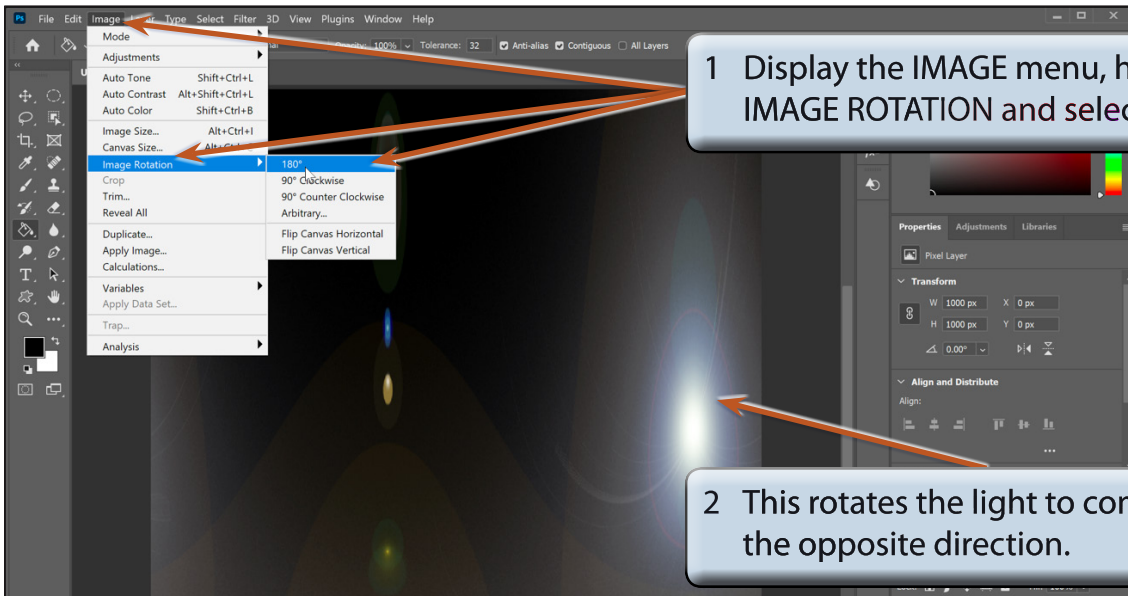 Ps File Edit Image Layer Type Select Filter 3D View Plugins Window Help
100% Tolerance: 32 Anti-alias Contiguous All Layers
Mode
Adjustments
Auto Tone Shift+Ctrl+L
Auto Contrast Alt+Shift+Ctrl+L
Auto Color Shift+Ctrl+B
Image Size... Alt+Ctrl+I
Canvas Size...
Image Rotation
Crop
Trim...
Reveal All
Duplicate...
Apply Image...
Calculations...
Variables
Apply Data Set...
Trap...
Analysis
180°
90° Clockwise
90° Counter Clockwise
Arbitrary...
Flip Canvas Horizontal
Flip Canvas Vertical
1 Display the IMAGE menu, h
IMAGE ROTATION and selec
Properties Adjustments Libraries
Pixel Layer
Transform
W 1000 px X 0 px
H 1000 px Y 0 px
0.00°
Align and Distribute
Align:
2 This rotates the light to co
the opposite direction.